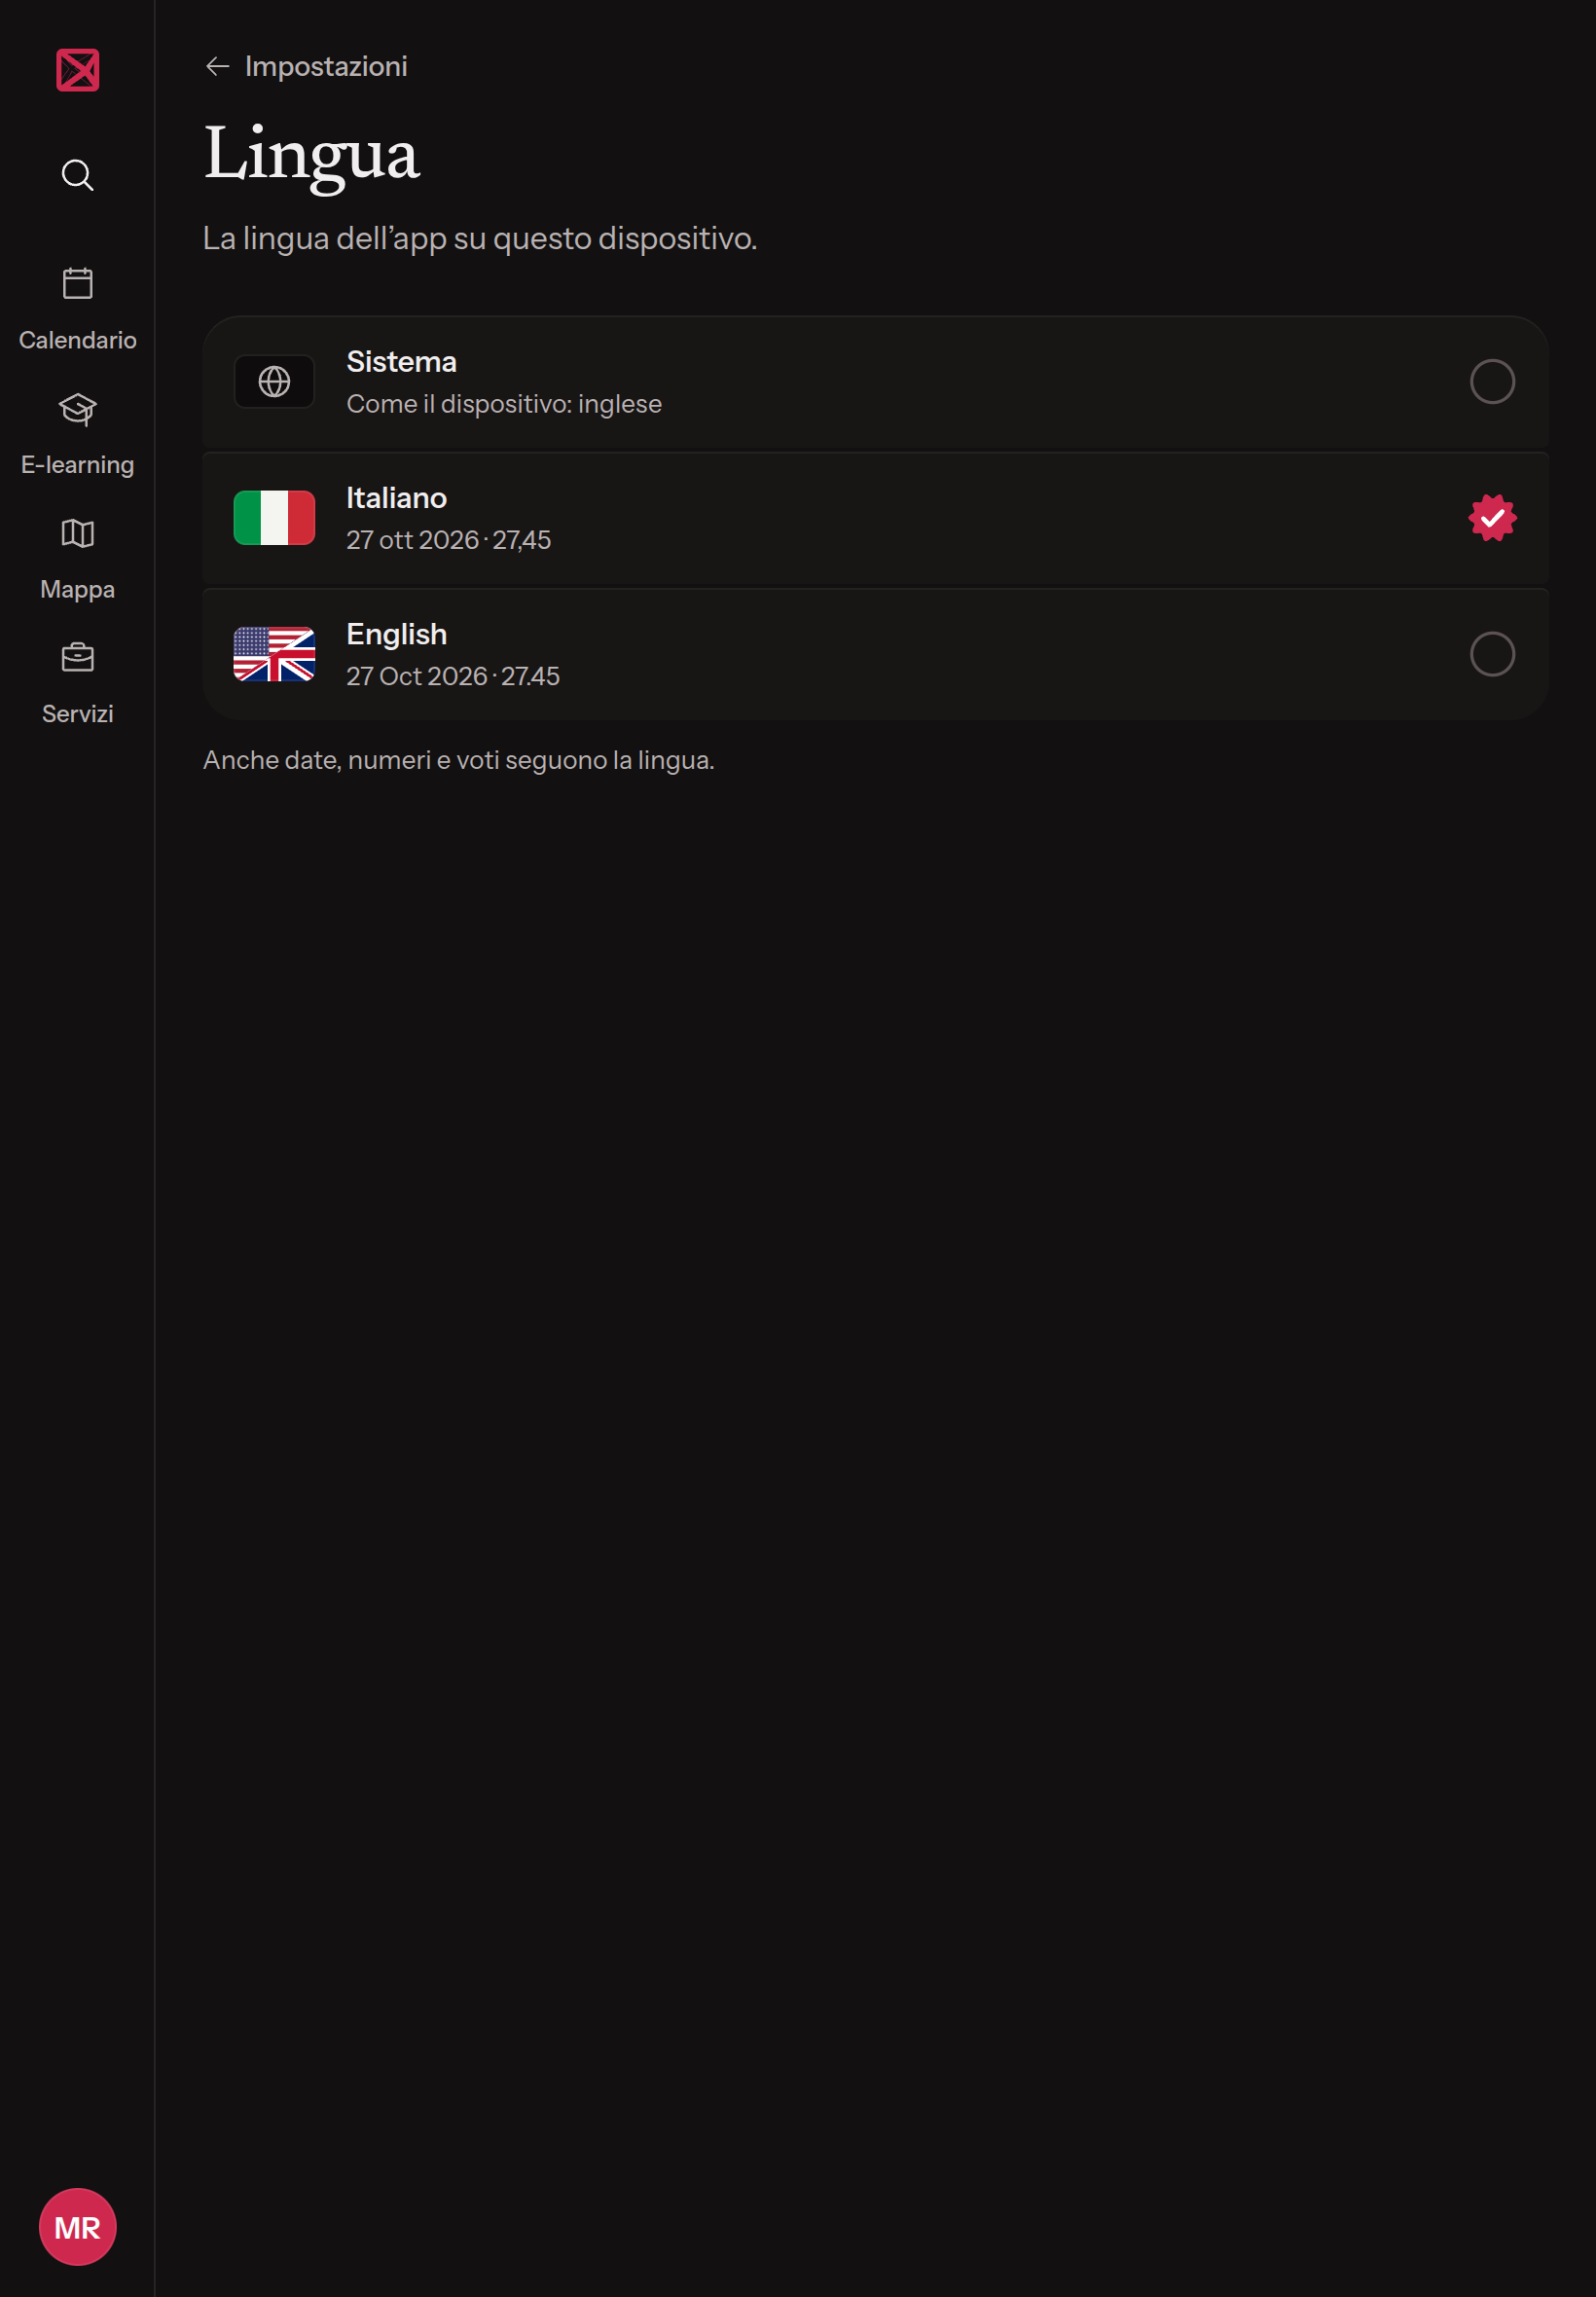 Impostazioni
Lingua
La lingua dell’app su questo dispositivo.
Calendario
E-learning
Mappa
Servizi
Sistema
Come il dispositivo: inglese
Italiano
27 ott 2026 · 27,45
English
27 Oct 2026 · 27.45
Anche date, numeri e voti seguono la lingua.
MR